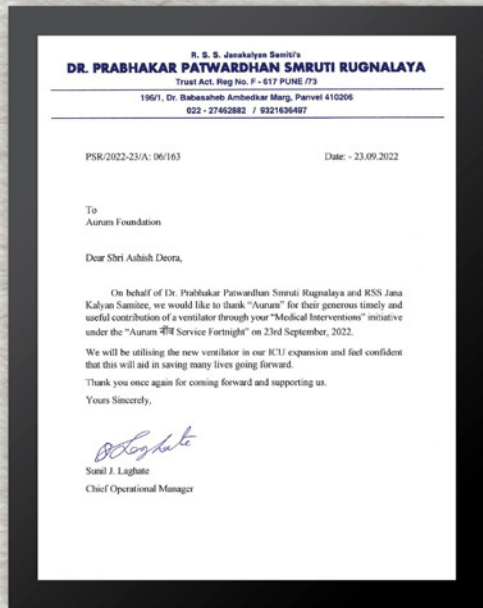 R. S. S. Janakalyan Samiti's
DR. PRABHAKAR PATWARDHAN SMRUTI RUGNALAYA
Trust Act. Reg No. F - 617 PUNE /73
196/1, Dr. Babasaheb Ambedkar Marg, Panvel 410206
022 - 27462882 / 9321636497
PSR/2022-23/A: 06/163 Date: - 23.09.2022
To
Aurum Foundation
Dear Shri Ashish Deora,
On behalf of Dr. Prabhakar Patwardhan Smruti Rugnalaya and RSS Jana
Kalyan Samitee, we would like to thank “Aurum” for their generous timely and
useful contribution of a ventilator through your “Medical Interventions” initiative
under the “Aurum नींव Service Fortnight” on 23rd September, 2022.
We will be utilising the new ventilator in our ICU expansion and feel confident
that this will aid in saving many lives going forward.
Thank you once again for coming forward and supporting us.
Yours Sincerely,
SLaghate
Sunil J. Laghate
Chief Operational Manager